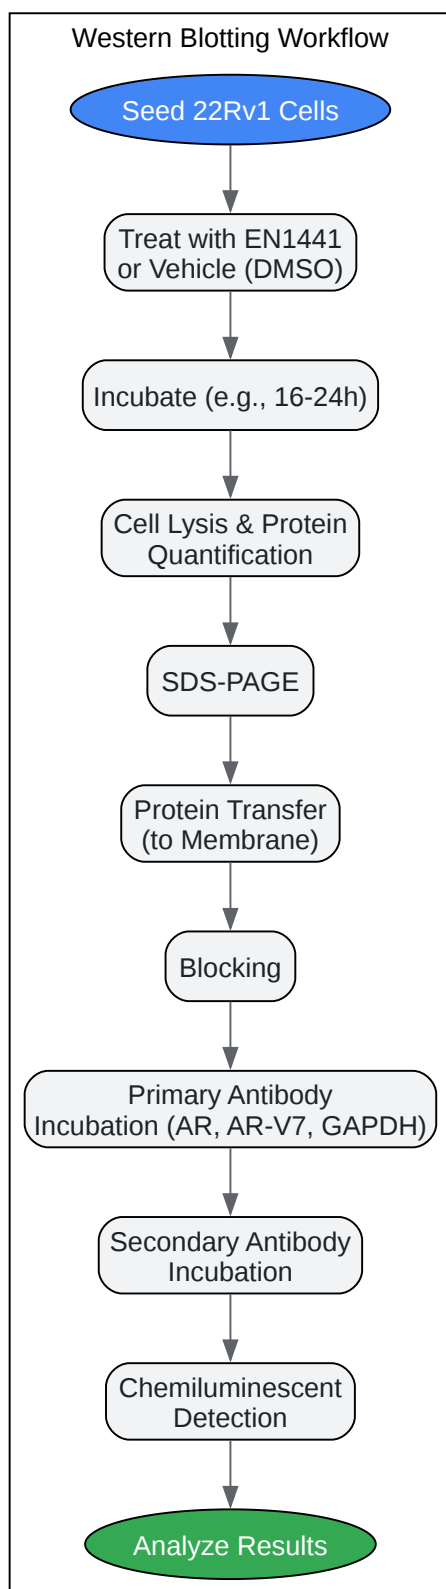 Western Blotting Workflow
Seed 22Rv1 Cells
Treat with EN1441
or Vehicle (DMSO)
Incubate (e.g., 16-24h)
Cell Lysis & Protein
Quantification
SDS-PAGE
Protein Transfer
(to Membrane)
Blocking
Primary Antibody
Incubation (AR, AR-V7, GAPDH)
Secondary Antibody
Incubation
Chemiluminescent
Detection
Analyze Results